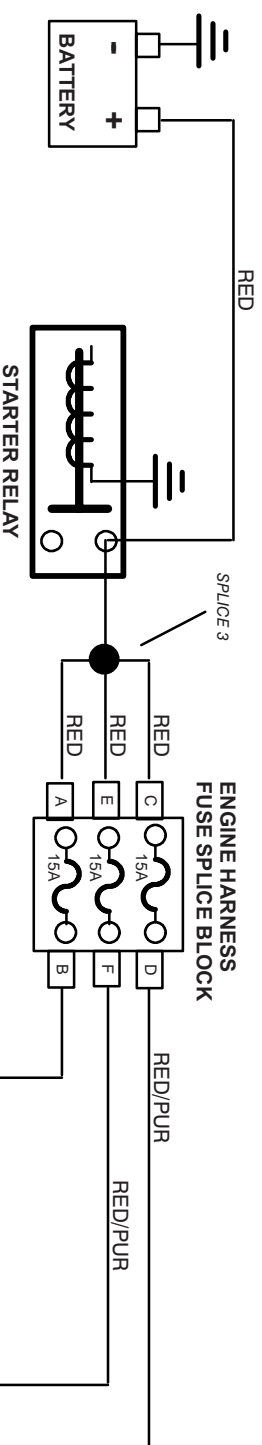 -
+
BATTERY
RED
STARTER RELAY
SPLICE 3
RED
RED
RED
ENGINE HARNESS
FUSE SPLICE BLOCK
C
E
A
15A
15A
15A
D
F
B
RED/PUR
RED/PUR